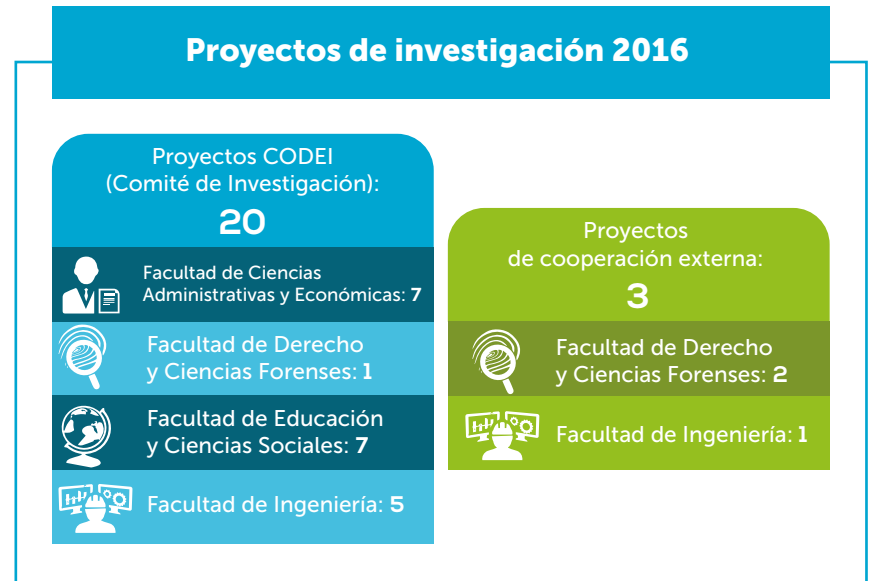 Proyectos de investigación 2016
Proyectos CODEI
(Comité de Investigación):
20
Facultad de Ciencias
Administrativas y Económicas: 7
Facultad de Derecho
y Ciencias Forenses: 1
Facultad de Educación
y Ciencias Sociales: 7
Facultad de Ingeniería: 5
Proyectos
de cooperación externa:
3
Facultad de Derecho
y Ciencias Forenses: 2
Facultad de Ingeniería: 1